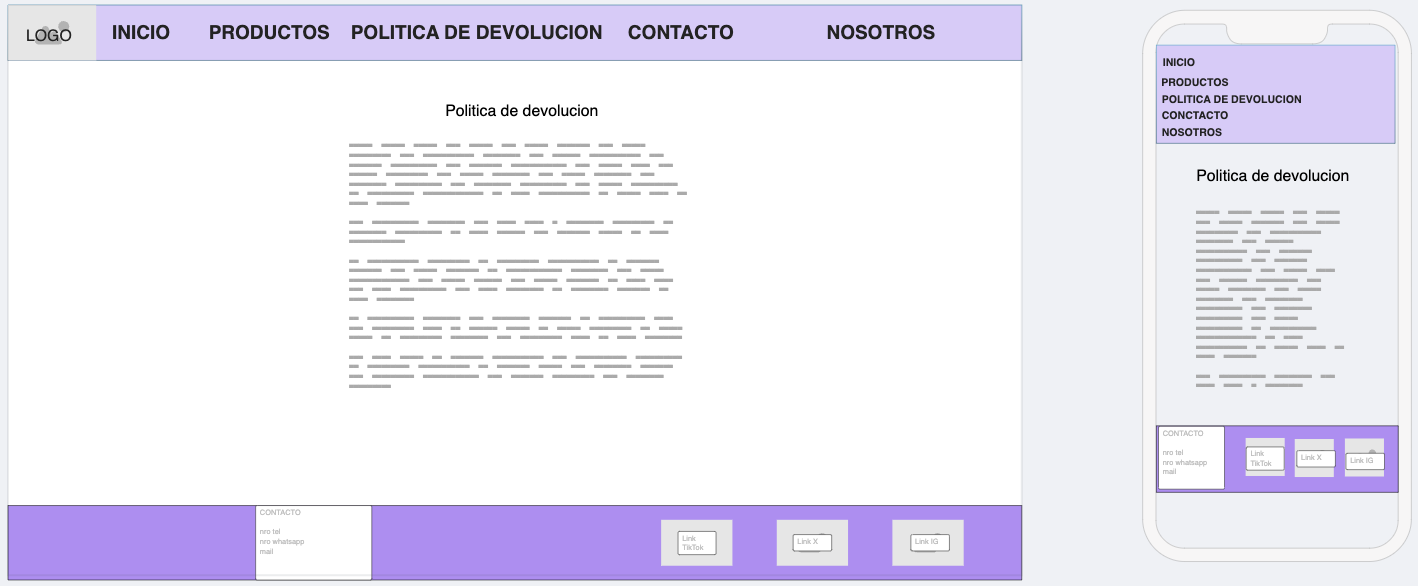 LOGO INICIO PRODUCTOS POLITICA DE DEVOLUCION CONTACTO NOSOTROS
Politica de devolucion
CONTACTO
nro tel
nro whatsapp
mail
Link
TikTok
Link X
Link IG
INICIO
PRODUCTOS
POLITICA DE DEVOLUCION
CONCTACTO
NOSOTROS
Politica de devolucion
CONTACTO
nro tel
nro whatsapp
mail
Link
TikTok
Link X
Link IG